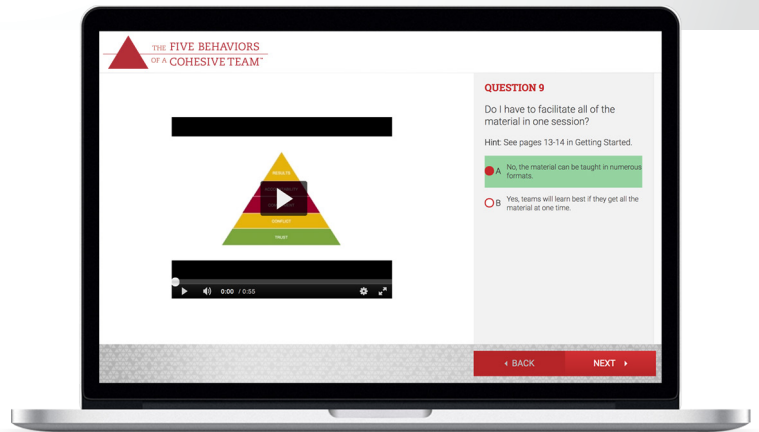 THE FIVE BEHAVIORS
OF A COHESIVE TEAM™
RESULTS
CONFLICT
TRUST
0:00 / 0:55
QUESTION 9
Do I have to facilitate all of the
material in one session?
Hint: See pages 13-14 in Getting Started.
A No, the material can be taught in numerous
formats.
B Yes, teams will learn best if they get all the
material at one time.
BACK
NEXT